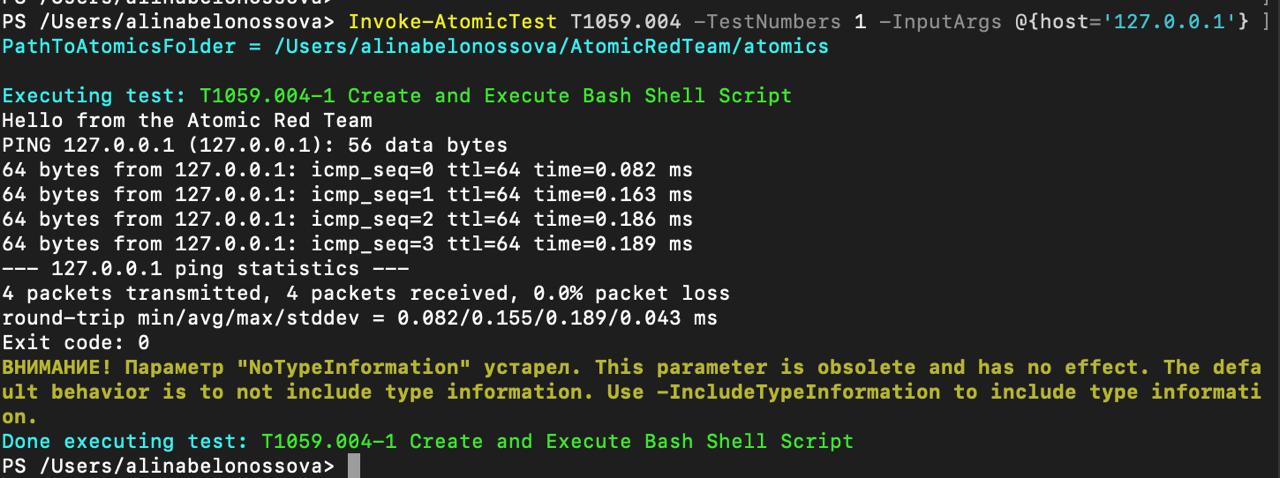 PS /Users/alinabelonossova>
PS /Users/alinabelonossova> Invoke-AtomicTest T1059.004 -TestNumbers 1 -InputArgs @{host='127.0.0.1'} ]
PathToAtomicsFolder = /Users/alinabelonossova/AtomicRedTeam/atomics
Executing test: T1059.004-1 Create and Execute Bash Shell Script
Hello from the Atomic Red Team
PING 127.0.0.1 (127.0.0.1): 56 data bytes
64 bytes from 127.0.0.1: icmp_seq=0 ttl=64 time=0.082 ms
64 bytes from 127.0.0.1: icmp_seq=1 ttl=64 time=0.163 ms
64 bytes from 127.0.0.1: icmp_seq=2 ttl=64 time=0.186 ms
64 bytes from 127.0.0.1: icmp_seq=3 ttl=64 time=0.189 ms
--- 127.0.0.1 ping statistics ---
4 packets transmitted, 4 packets received, 0.0% packet loss
round-trip min/avg/max/stddev = 0.082/0.155/0.189/0.043 ms
Exit code: 0
ВНИМАНИЕ! Параметр "NoTypeInformation" устарел. This parameter is obsolete and has no effect. The defa
ult behavior is to not include type information. Use -IncludeTypeInformation to include type informati
on.
Done executing test: T1059.004-1 Create and Execute Bash Shell Script
PS /Users/alinabelonossova>